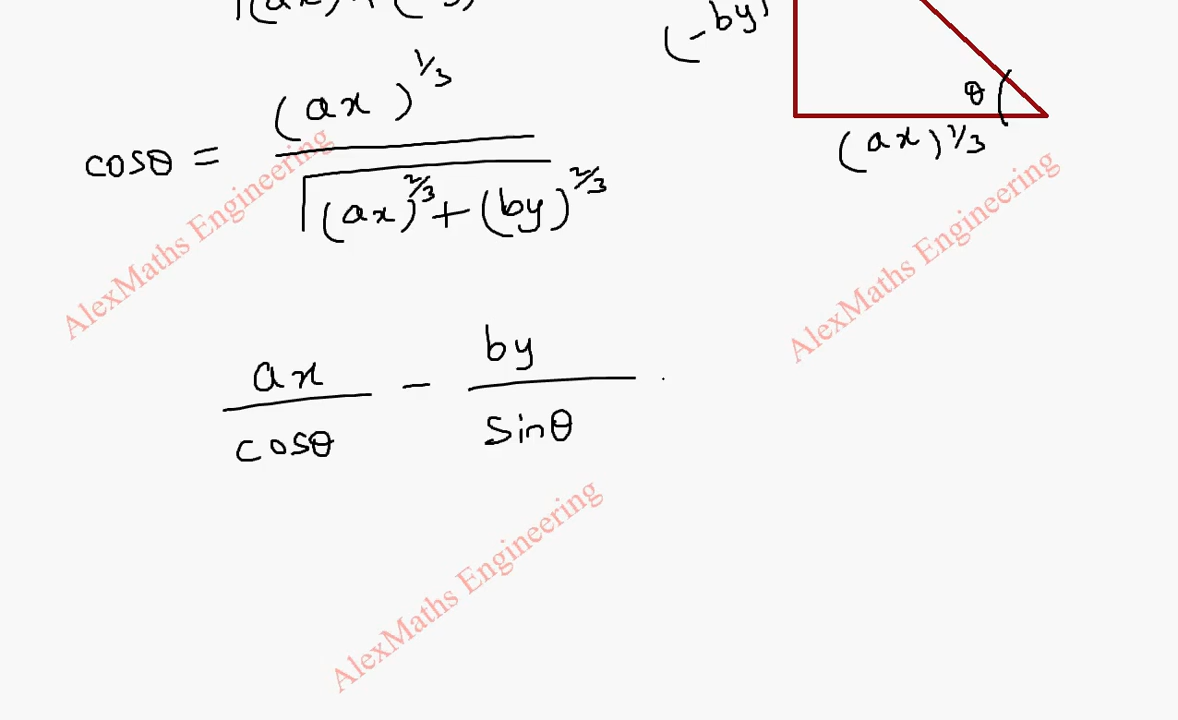 (-by)
θ
(ax)^1/3
cosθ = (ax)^1/3 / √(ax)^2/3 + (by)^2/3
ax / cosθ - by / sinθ
AlexMaths Engineering
AlexMaths Engineering
AlexMaths Engineering